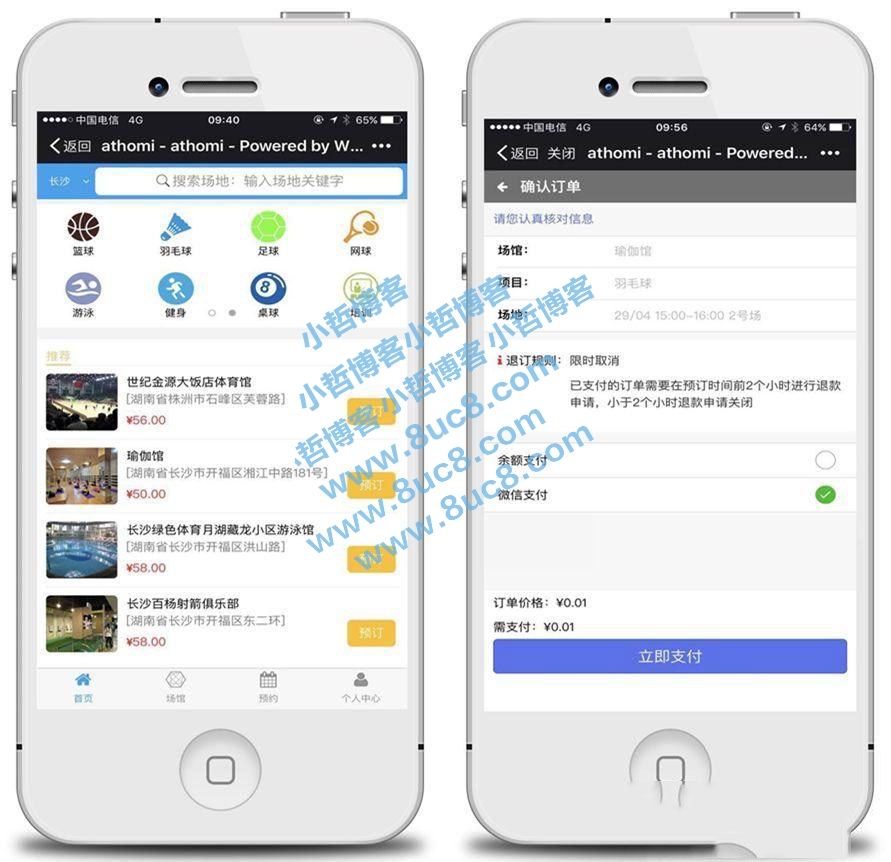 中国电信 4G 09:40 65%
返回 athomi - athomi - Powered by W... •••
长沙 搜索场地：输入场地关键字
篮球 羽毛球 足球 网球
游泳 健身 桌球 培训
推荐
世纪金源大饭店体育馆
[湖南省株洲市石峰区芙蓉路]
¥56.00
预订
瑜伽馆
[湖南省长沙市开福区湘江中路181号]
¥50.00
预订
长沙绿色体育月湖藏龙小区游泳馆
[湖南省长沙市开福区洪山路]
¥58.00
预订
长沙百杨射箭俱乐部
[湖南省长沙市开福区东二环]
¥58.00
预订
首页 场馆 预约 个人中心
中国电信 4G 09:56 64%
返回 关闭 athomi - athomi - Powered... •••
确认订单
请您认真核对信息
场馆： 瑜伽馆
项目： 羽毛球
场地： 29/04 15:00-16:00 2号场
退订规则： 限时取消
已支付的订单需要在预订时间前2个小时进行退款
申请，小于2个小时退款申请关闭
余额支付
微信支付
订单价格：¥0.01
需支付：¥0.01
立即支付
小哲博客小哲博客
小哲博客小哲博客
哲博客小哲博客
www.8uc8.com
www.8uc8.com
www.8uc8.com